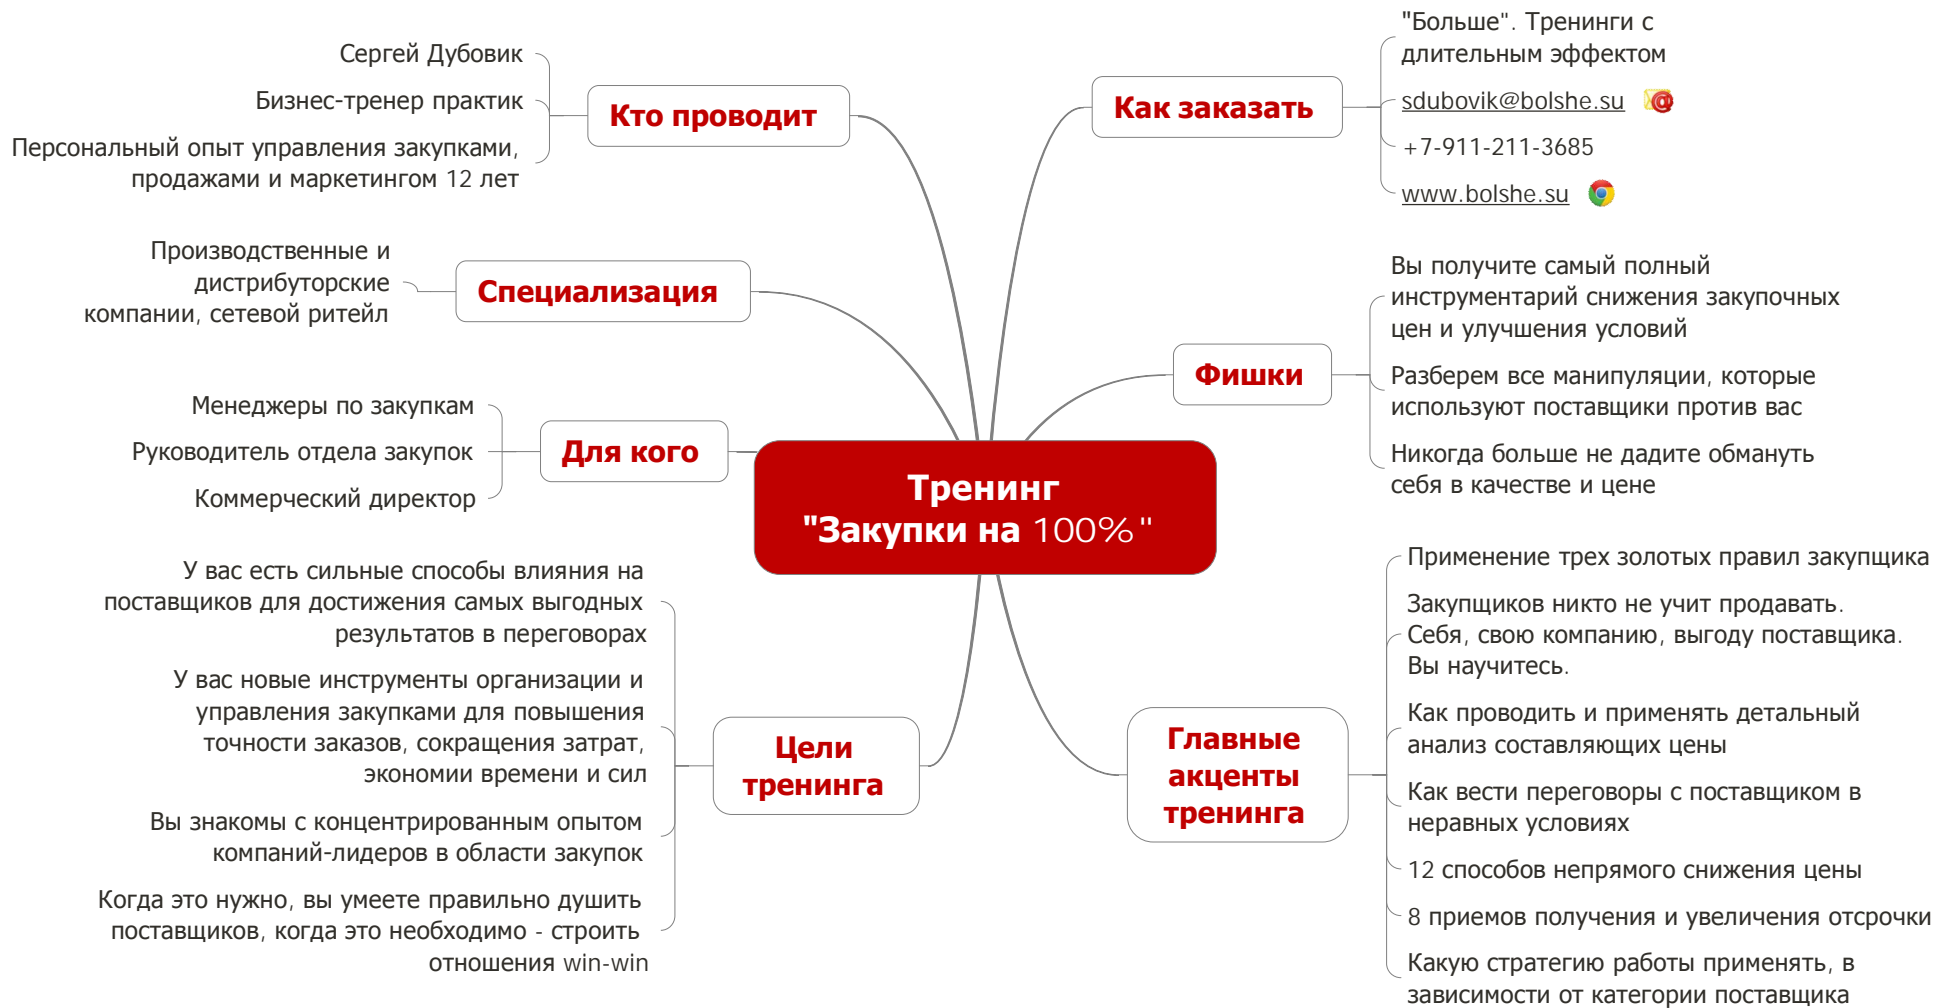 Тренинг
"Закупки на 100%"
Как заказать
"Больше". Тренинги с
длительным эффектом
sdubovik@bolshe.su
+7-911-211-3685
www.bolshe.su
Фишки
Вы получите самый полный
инструментарий снижения закупочных
цен и улучшения условий
Разберем все манипуляции, которые
используют поставщики против вас
Никогда больше не дадите обмануть
себя в качестве и цене
Главные
акценты
тренинга
Применение трех золотых правил закупщика
Закупщиков никто не учит продавать.
Себя, свою компанию, выгоду поставщика.
Вы научитесь.
Как проводить и применять детальный
анализ составляющих цены
Как вести переговоры с поставщиком в
неравных условиях
12 способов непрямого снижения цены
8 приемов получения и увеличения отсрочки
Какую стратегию работы применять, в
зависимости от категории поставщика
Кто проводит
Сергей Дубовик
Бизнес-тренер практик
Персональный опыт управления закупками,
продажами и маркетингом 12 лет
Специализация
Производственные и
дистрибуторские
компании, сетевой ритейл
Для кого
Менеджеры по закупкам
Руководитель отдела закупок
Коммерческий директор
Цели
тренинга
У вас есть сильные способы влияния на
поставщиков для достижения самых выгодных
результатов в переговорах
У вас новые инструменты организации и
управления закупками для повышения
точности заказов, сокращения затрат,
экономии времени и сил
Вы знакомы с концентрированным опытом
компаний-лидеров в области закупок
Когда это нужно, вы умеете правильно душить
поставщиков, когда это необходимо - строить
отношения win-win